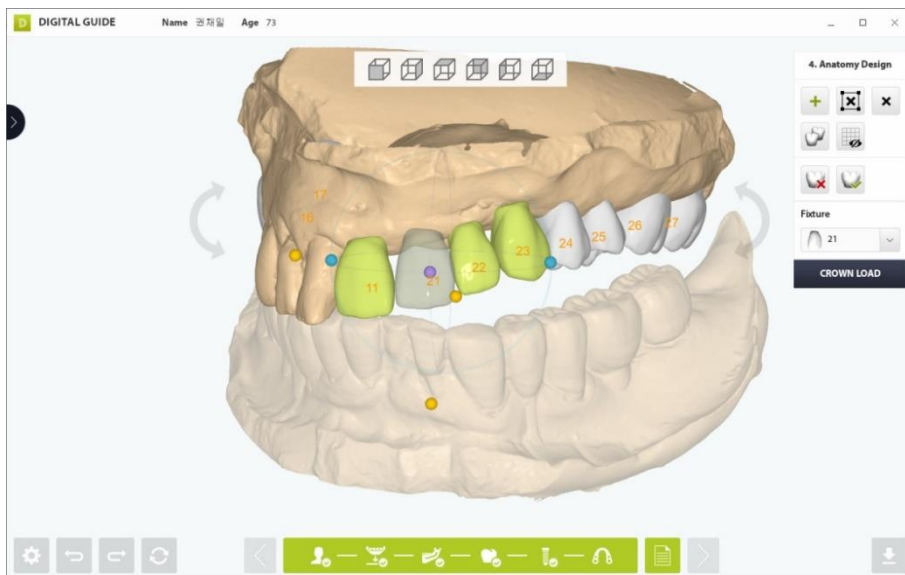 D DIGITAL GUIDE Name 권재일 Age 73
4. Anatomy Design
17
16
11
21
22
23
24
25
26
27
Fixture
21
CROWN LOAD